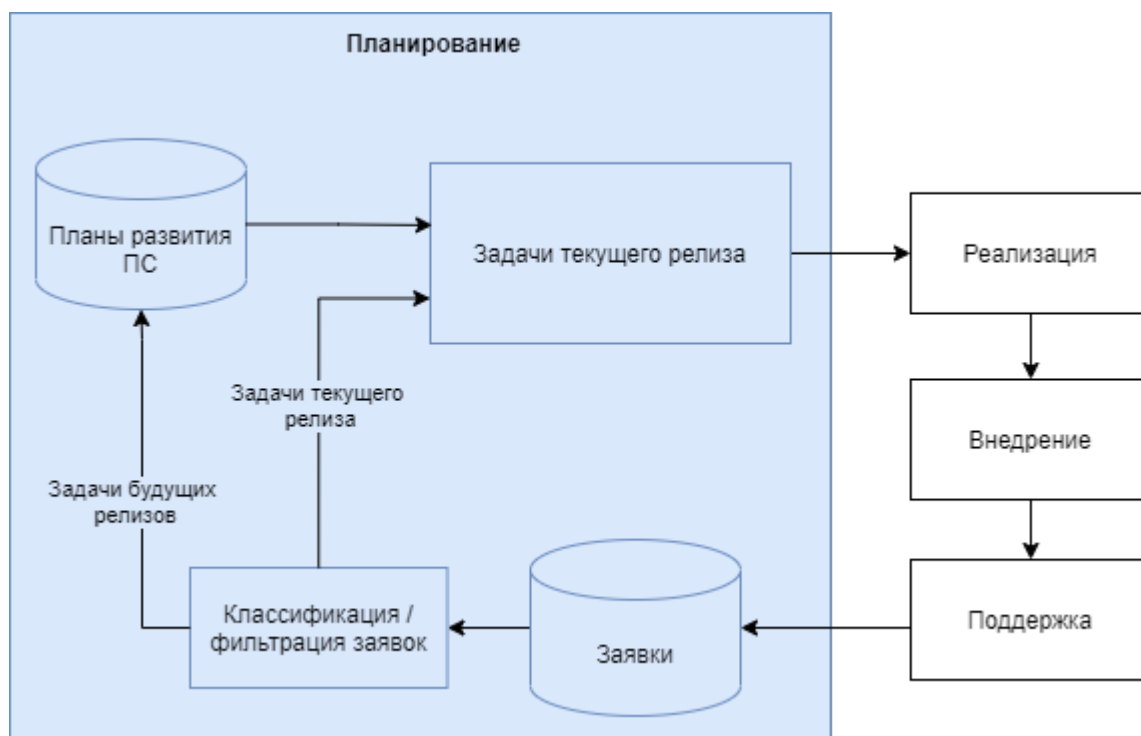 Планирование
Планы развития
ПС
Задачи текущего релиза
Реализация
Задачи текущего
релиза
Внедрение
Задачи будущих
релизов
Классификация /
фильтрация заявок
Заявки
Поддержка